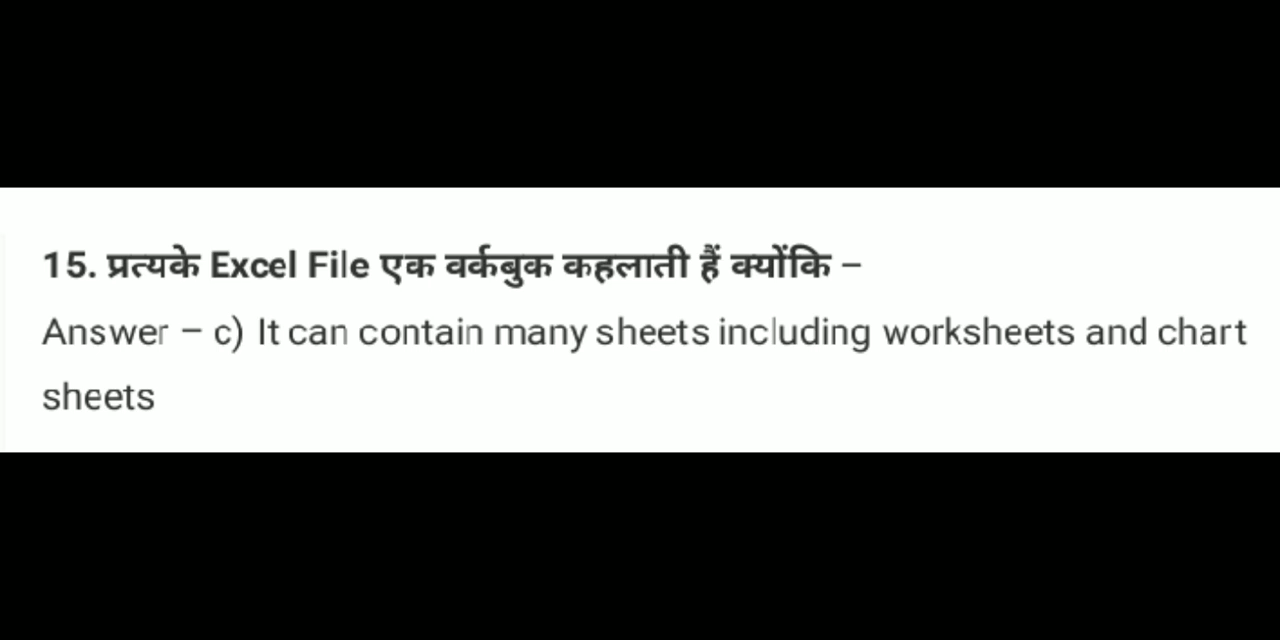 15. प्रत्यके Excel File एक वर्कबुक कहलाती हैं क्योंकि –
Answer – c) It can contain many sheets including worksheets and chart
sheets